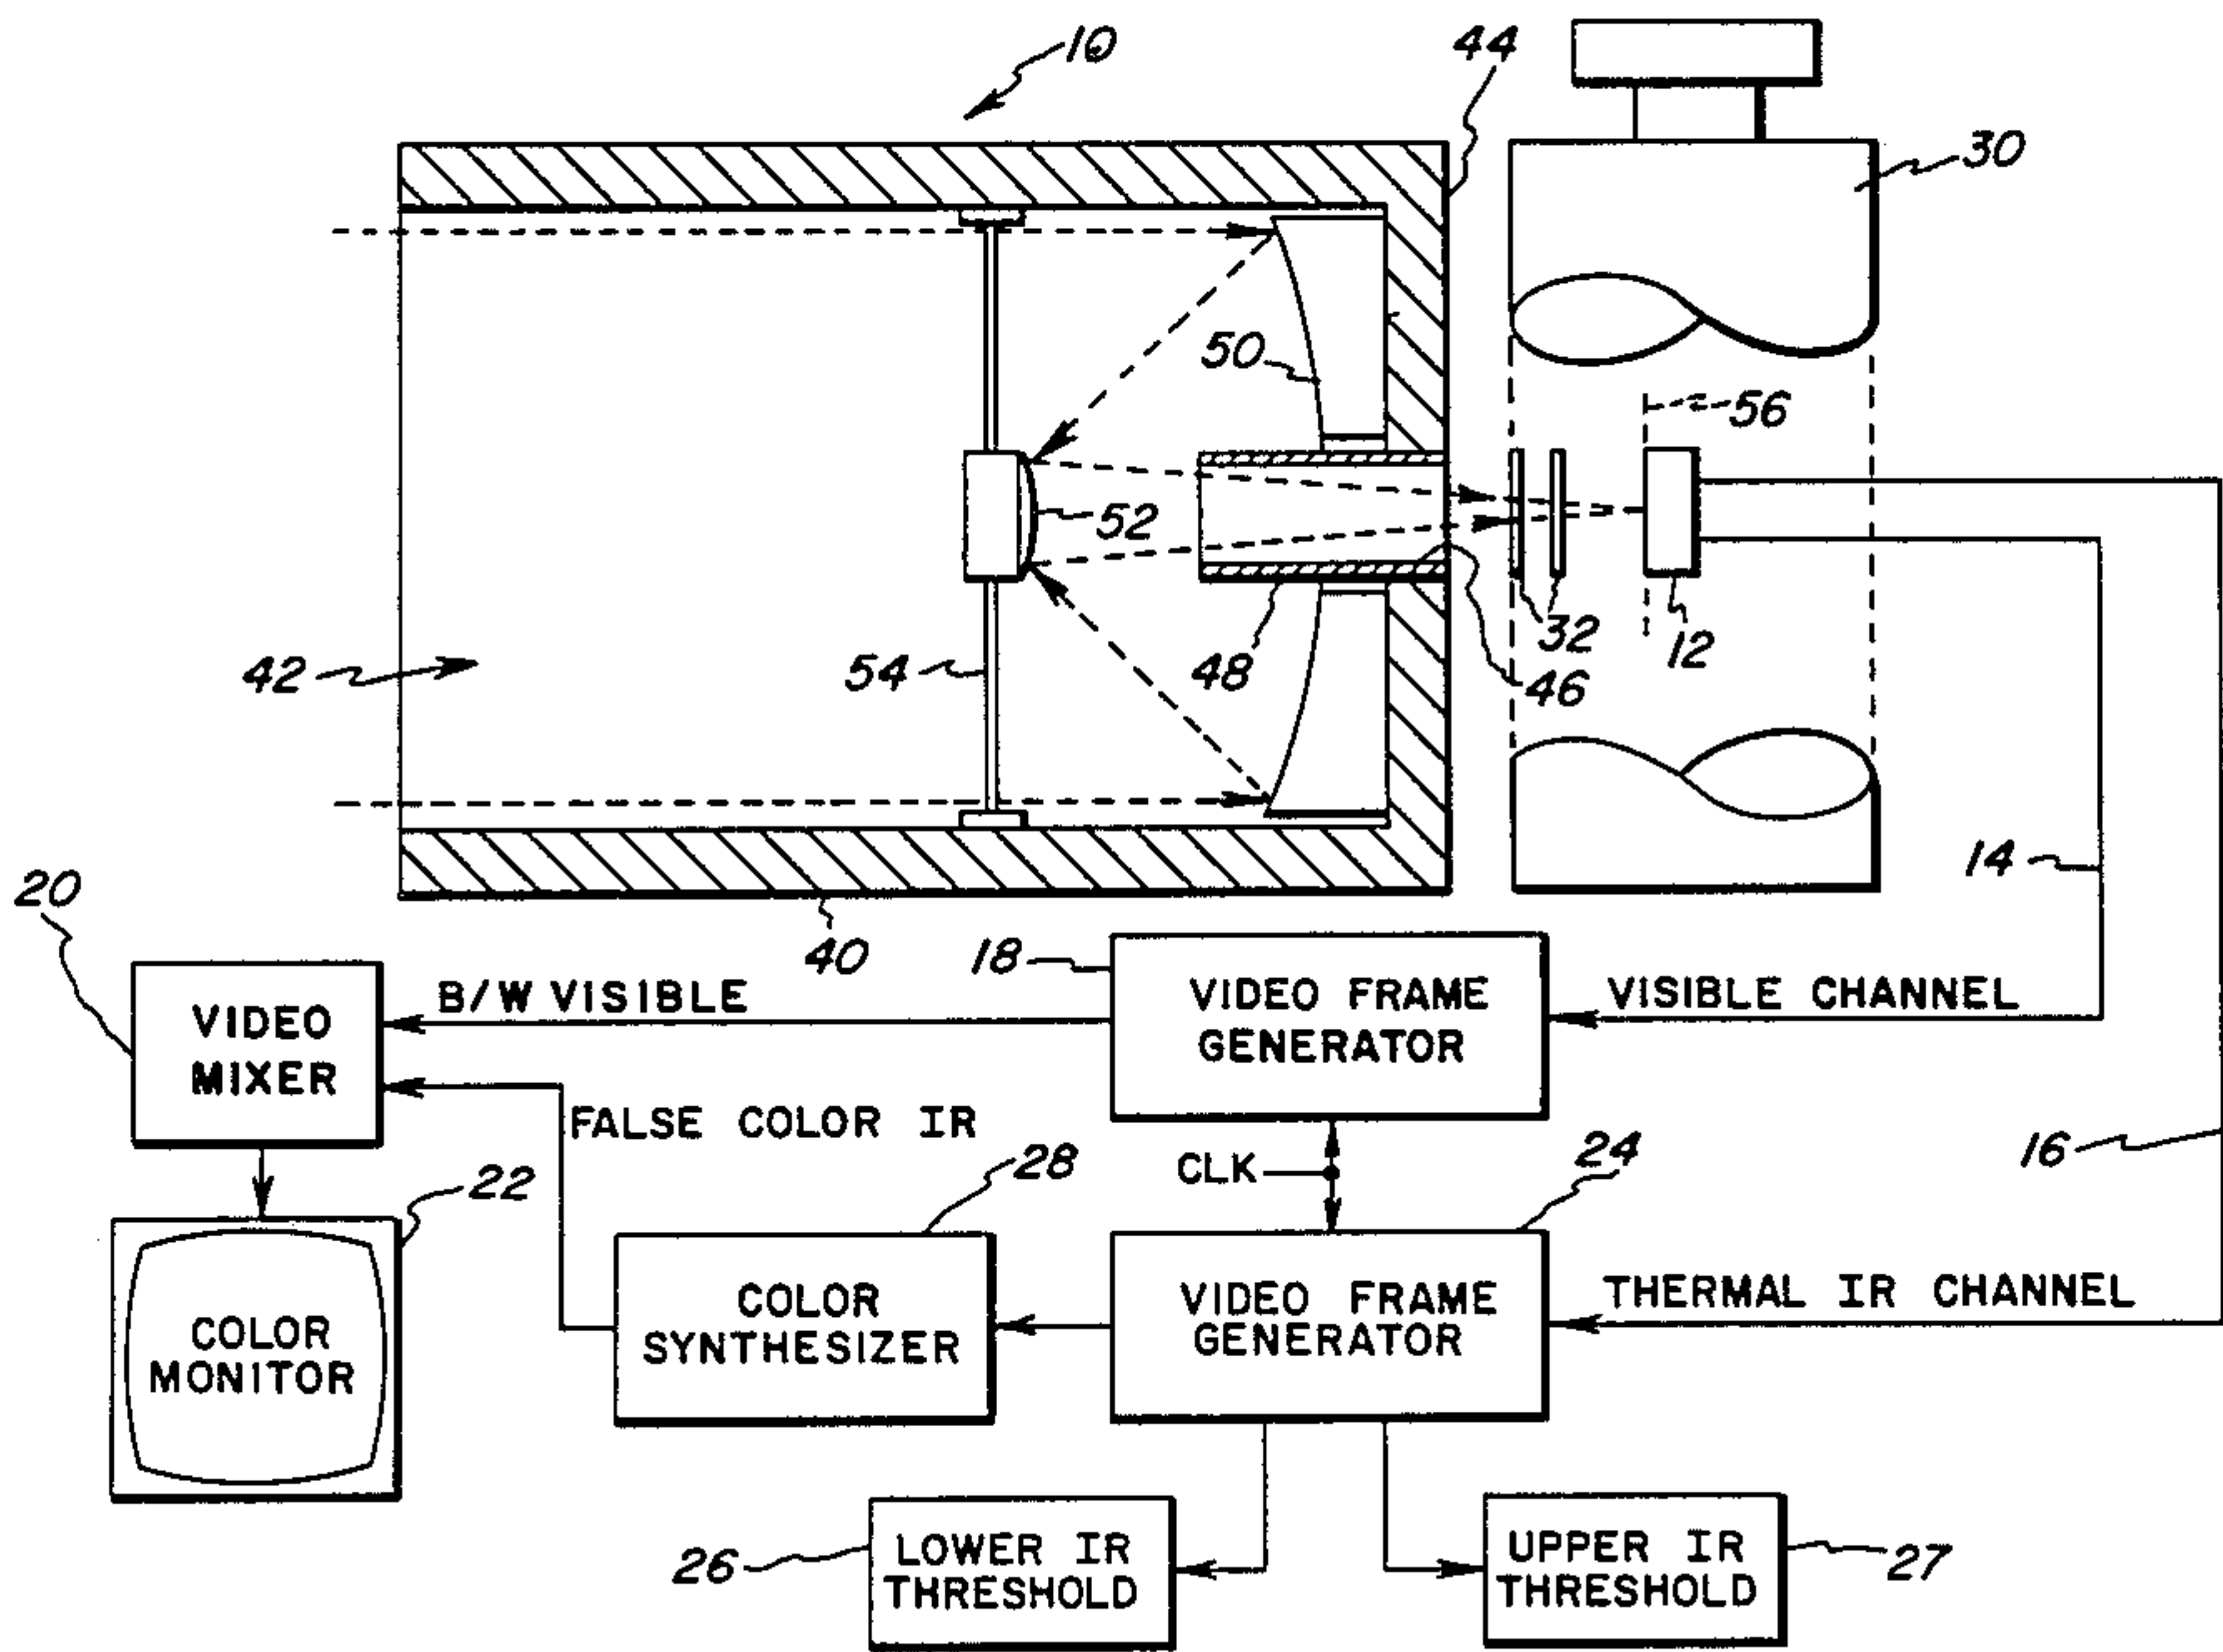 10
44
30
50
56
52
32
12
42
54
48
46
14
20
40
18
B/W VISIBLE
VIDEO FRAME
GENERATOR
VISIBLE CHANNEL
VIDEO
MIXER
FALSE COLOR IR
28
CLK
24
16
22
COLOR
MONITOR
COLOR
SYNTHESIZER
VIDEO FRAME
GENERATOR
THERMAL IR CHANNEL
26
LOWER IR
THRESHOLD
UPPER IR
THRESHOLD
27